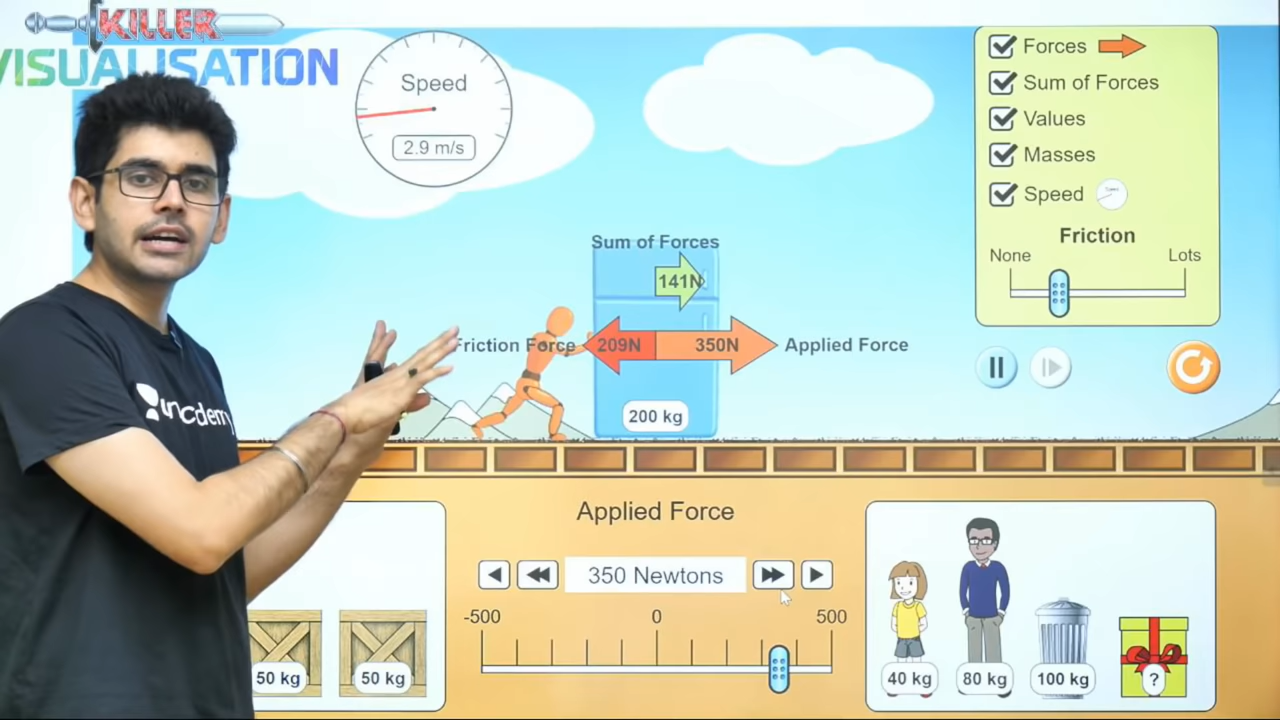 KILLER
VISUALISATION
Speed
2.9 m/s
Forces
Sum of Forces
Values
Masses
Speed
Friction
None
Lots
Sum of Forces
141N
Friction Force
209N
350N
Applied Force
200 kg
unacademy
Applied Force
350 Newtons
-500
0
500
50 kg
50 kg
40 kg
80 kg
100 kg
?